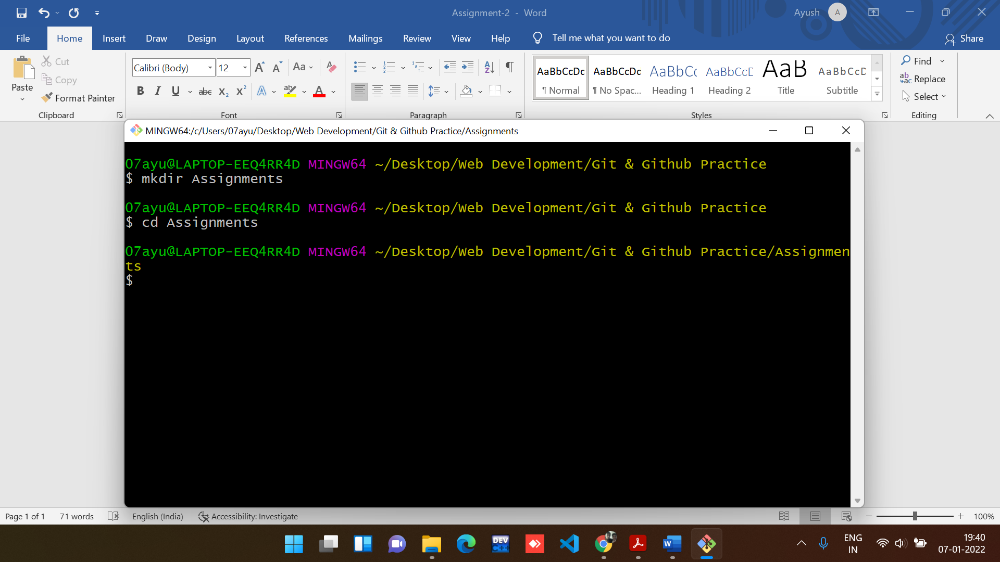 Assignment-2 - Word
Ayush A
File Home Insert Draw Design Layout References Mailings Review View Help Tell me what you want to do Share
Paste
Cut
Copy
Format Painter
Clipboard
Calibri (Body) 12
Font
Paragraph
AaBbCcDc AaBbCcDc AaBbCc AaBbCcD AaB AaBbCcD
¶ Normal ¶ No Spac... Heading 1 Heading 2 Title Subtitle
Styles
Find
Replace
Select
Editing
MINGW64:/c/Users/07ayu/Desktop/Web Development/Git & Github Practice/Assignments
07ayu@LAPTOP-EEQ4RR4D MINGW64 ~/Desktop/Web Development/Git & Github Practice
$ mkdir Assignments
07ayu@LAPTOP-EEQ4RR4D MINGW64 ~/Desktop/Web Development/Git & Github Practice
$ cd Assignments
07ayu@LAPTOP-EEQ4RR4D MINGW64 ~/Desktop/Web Development/Git & Github Practice/Assignmen
ts
$
Page 1 of 1 71 words English (India) Accessibility: Investigate 100%
DEV C++
ENG
IN
19:40
07-01-2022